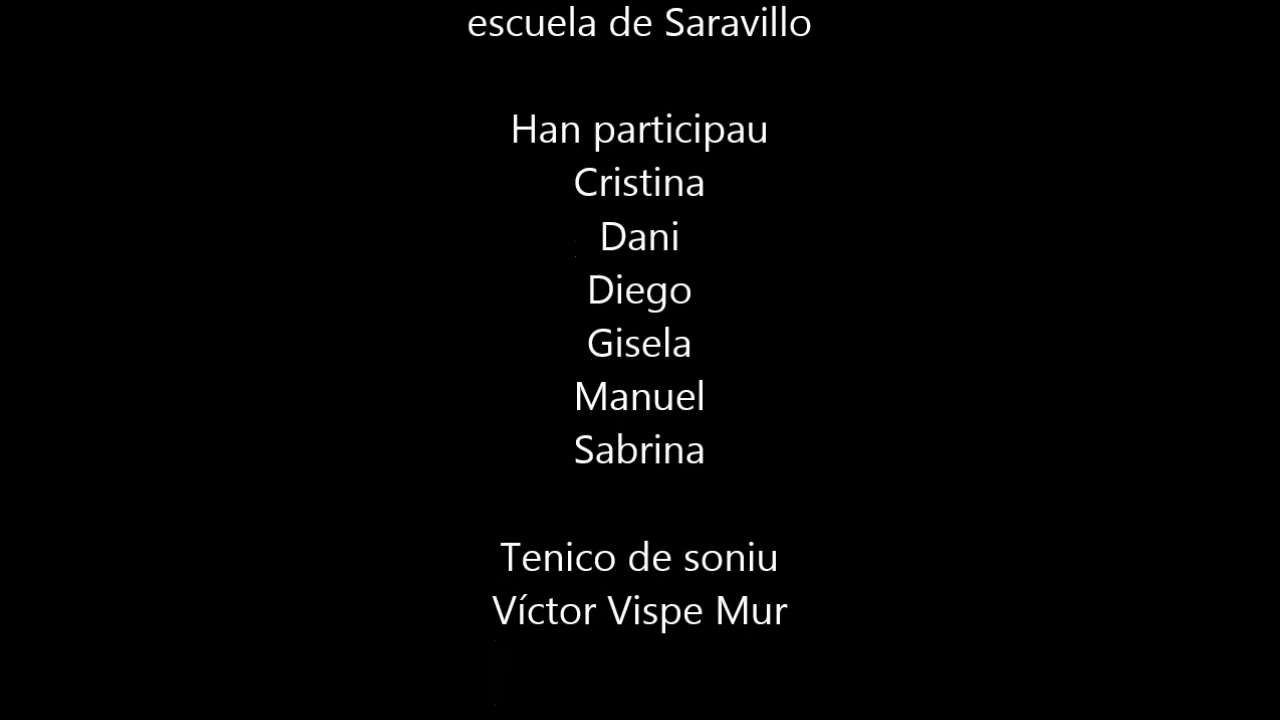 escuela de Saravillo
Han participau
Cristina
Dani
Diego
Gisela
Manuel
Sabrina
Tenico de soniu
Víctor Vispe Mur